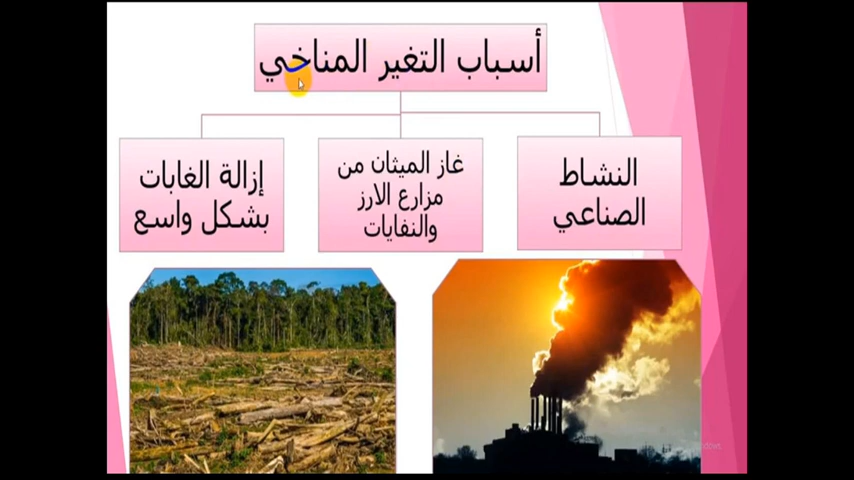 أسباب التغير المناخي
النشاط
الصناعي
غاز الميثان من
مزارع الارز
والنفايات
إزالة الغابات
بشكل واسع